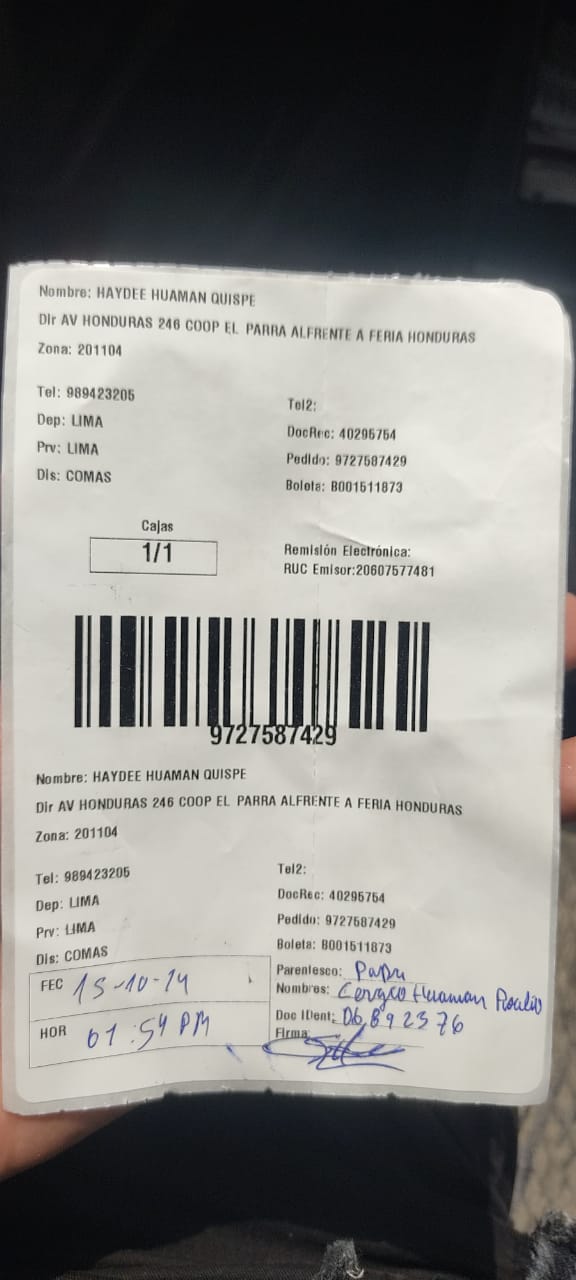 Nombre: HAYDEE HUAMAN QUISPE
Dir AV HONDURAS 246 COOP EL PARRA ALFRENTE A FERIA HONDURAS
Zona: 201104
Tel: 989423205
Tel2:
Dep: LIMA
DocRec: 40295754
Prv: LIMA
Pedido: 9727587429
Dis: COMAS
Boleta: B001511873
Cajas
1/1
Remisión Electrónica:
RUC Emisor:20607577481
9727587429
Nombre: HAYDEE HUAMAN QUISPE
Dir AV HONDURAS 246 COOP EL PARRA ALFRENTE A FERIA HONDURAS
Zona: 201104
Tel: 989423205
Tel2:
Dep: LIMA
DocRec: 40295754
Prv: LIMA
Pedido: 9727587429
Dis: COMAS
Boleta: B001511873
FEC 15-10-24
Parentesco: Papa
Nombres: Huaman
HOR 01:54 PM
Doc IDent: 06892376
Firma: